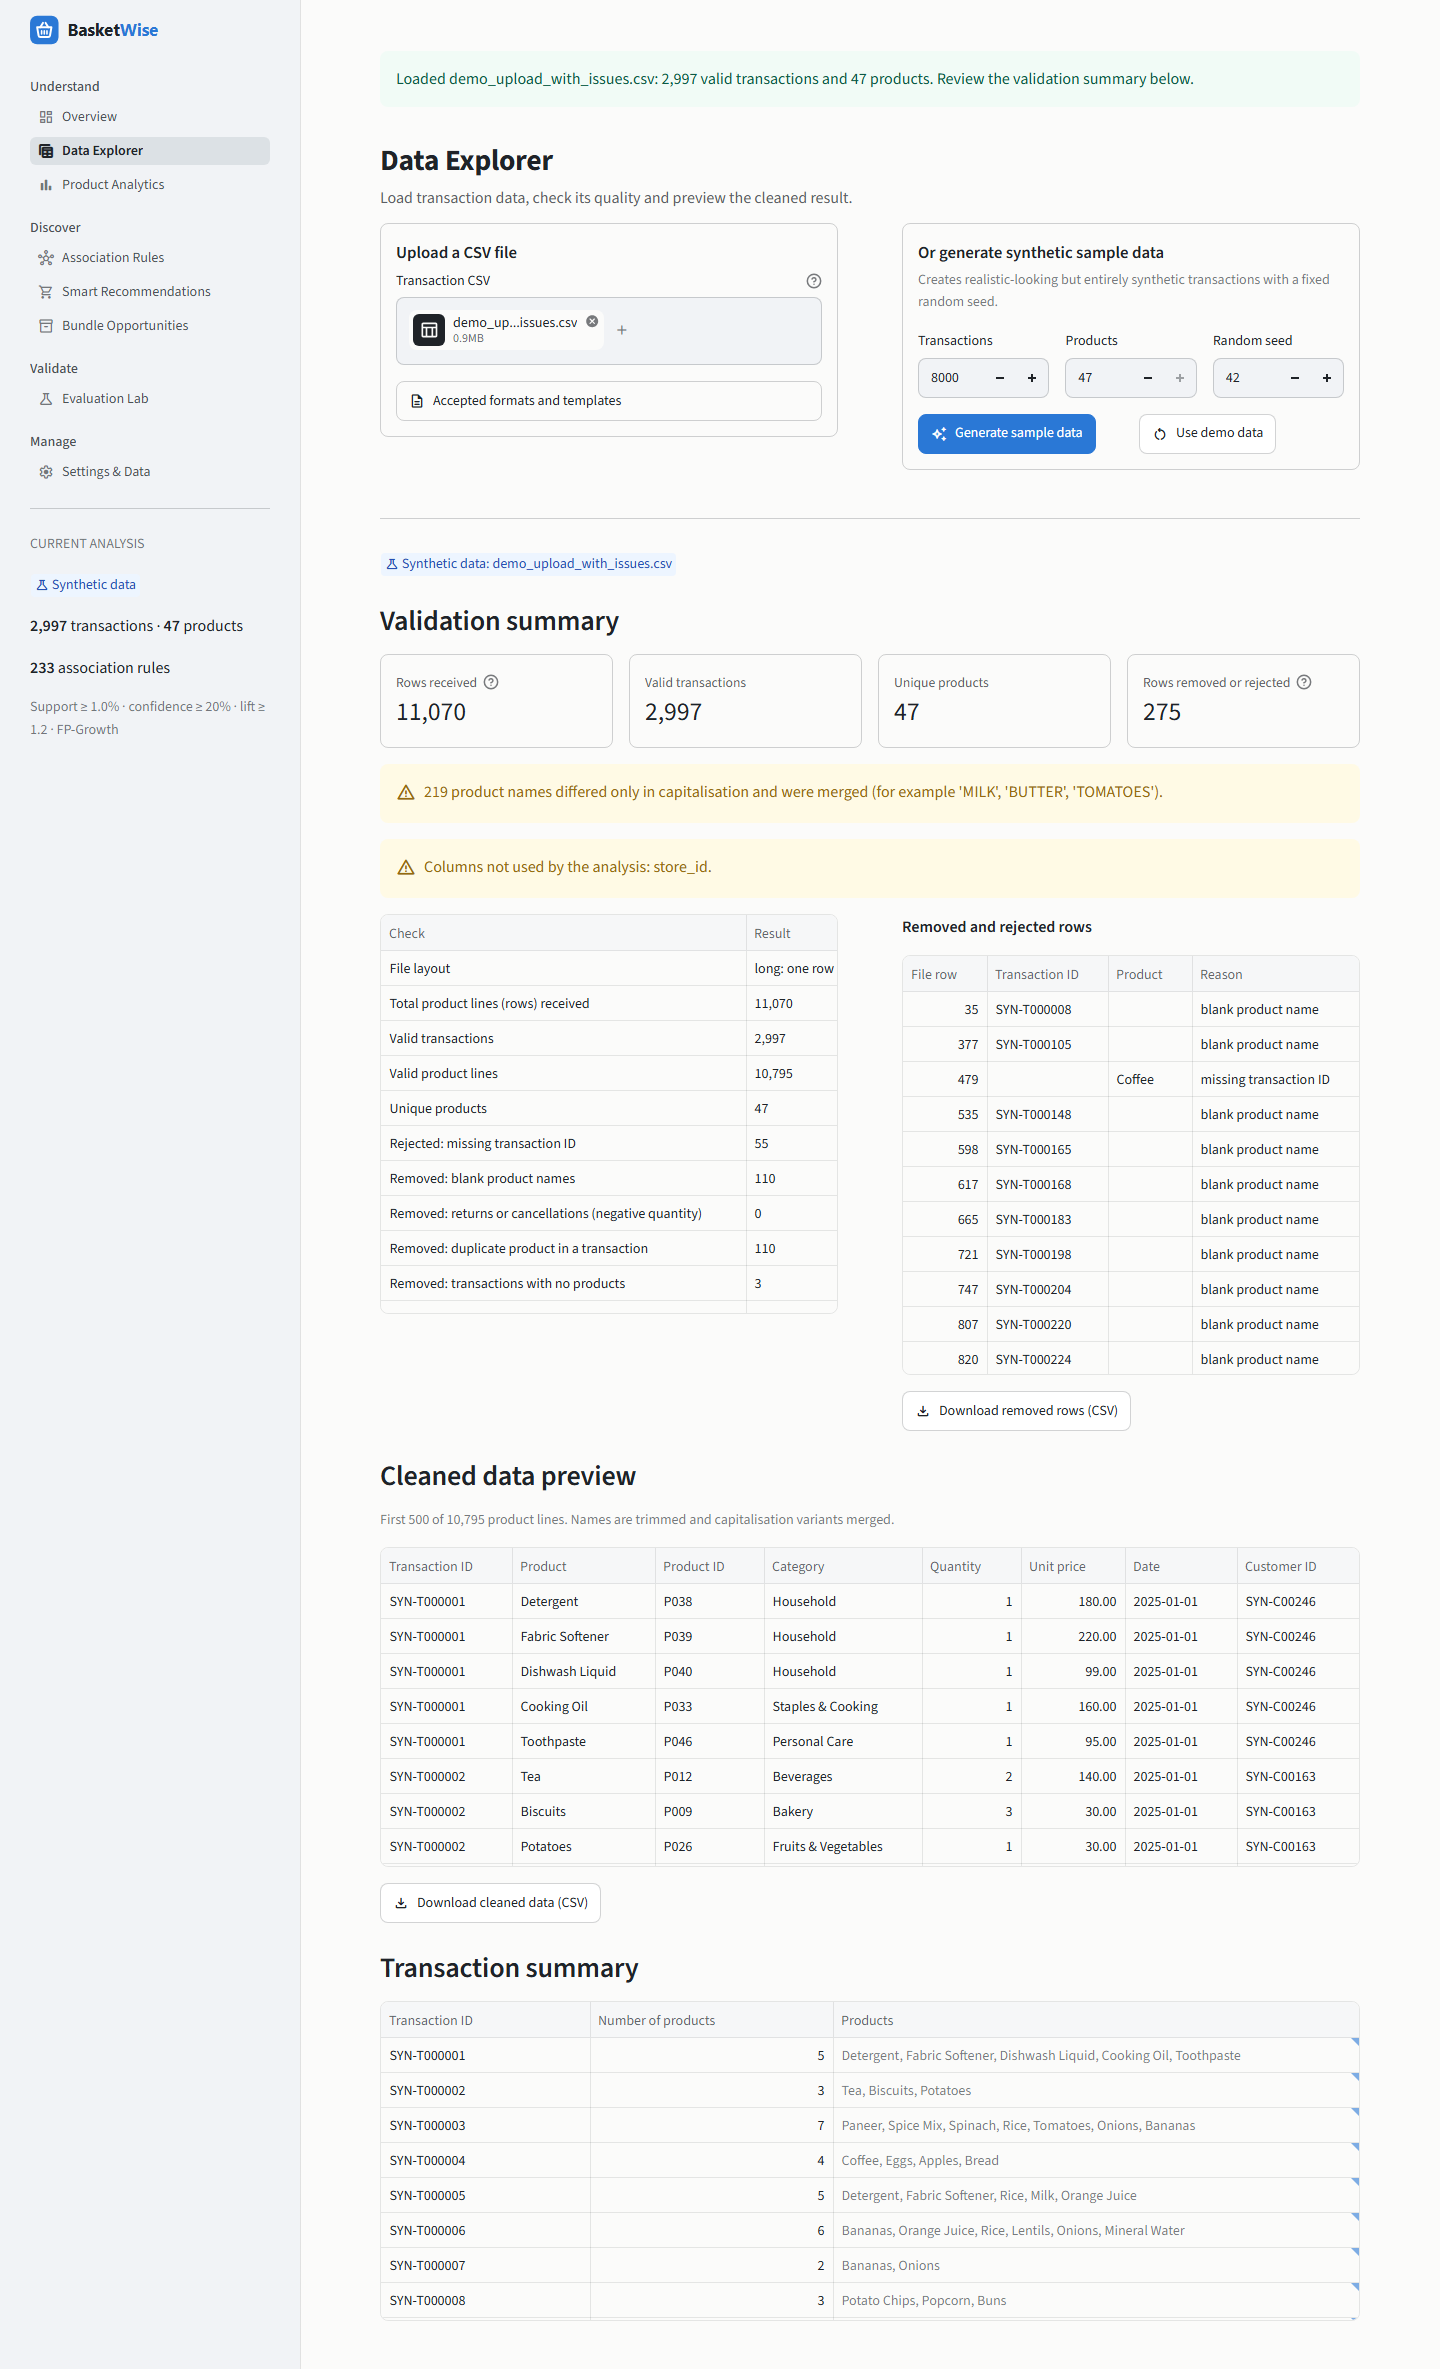 BasketWise
Understand
Overview
Data Explorer
Product Analytics
Discover
Association Rules
Smart Recommendations
Bundle Opportunities
Validate
Evaluation Lab
Manage
Settings & Data
CURRENT ANALYSIS
Synthetic data
2,997 transactions · 47 products
233 association rules
Support ≥ 1.0% · confidence ≥ 20% · lift ≥
1.2 · FP-Growth
Loaded demo_upload_with_issues.csv: 2,997 valid transactions and 47 products. Review the validation summary below.
Data Explorer
Load transaction data, check its quality and preview the cleaned result.
Upload a CSV file
Transaction CSV
demo_up...issues.csv
0.9MB
Accepted formats and templates
Or generate synthetic sample data
Creates realistic-looking but entirely synthetic transactions with a fixed
random seed.
Transactions Products Random seed
8000 − + 47 − + 42 − +
Generate sample data Use demo data
Synthetic data: demo_upload_with_issues.csv
Validation summary
Rows received
11,070
Valid transactions
2,997
Unique products
47
Rows removed or rejected
275
219 product names differed only in capitalisation and were merged (for example 'MILK', 'BUTTER', 'TOMATOES').
Columns not used by the analysis: store_id.
Check Result
File layout long: one row
Total product lines (rows) received 11,070
Valid transactions 2,997
Valid product lines 10,795
Unique products 47
Rejected: missing transaction ID 55
Removed: blank product names 110
Removed: returns or cancellations (negative quantity) 0
Removed: duplicate product in a transaction 110
Removed: transactions with no products 3
Removed and rejected rows
File row Transaction ID Product Reason
35 SYN-T000008 blank product name
377 SYN-T000105 blank product name
479 Coffee missing transaction ID
535 SYN-T000148 blank product name
598 SYN-T000165 blank product name
617 SYN-T000168 blank product name
665 SYN-T000183 blank product name
721 SYN-T000198 blank product name
747 SYN-T000204 blank product name
807 SYN-T000220 blank product name
820 SYN-T000224 blank product name
Download removed rows (CSV)
Cleaned data preview
First 500 of 10,795 product lines. Names are trimmed and capitalisation variants merged.
Transaction ID Product Product ID Category Quantity Unit price Date Customer ID
SYN-T000001 Detergent P038 Household 1 180.00 2025-01-01 SYN-C00246
SYN-T000001 Fabric Softener P039 Household 1 220.00 2025-01-01 SYN-C00246
SYN-T000001 Dishwash Liquid P040 Household 1 99.00 2025-01-01 SYN-C00246
SYN-T000001 Cooking Oil P033 Staples & Cooking 1 160.00 2025-01-01 SYN-C00246
SYN-T000001 Toothpaste P046 Personal Care 1 95.00 2025-01-01 SYN-C00246
SYN-T000002 Tea P012 Beverages 2 140.00 2025-01-01 SYN-C00163
SYN-T000002 Biscuits P009 Bakery 3 30.00 2025-01-01 SYN-C00163
SYN-T000002 Potatoes P026 Fruits & Vegetables 1 30.00 2025-01-01 SYN-C00163
Download cleaned data (CSV)
Transaction summary
Transaction ID Number of products Products
SYN-T000001 5 Detergent, Fabric Softener, Dishwash Liquid, Cooking Oil, Toothpaste
SYN-T000002 3 Tea, Biscuits, Potatoes
SYN-T000003 7 Paneer, Spice Mix, Spinach, Rice, Tomatoes, Onions, Bananas
SYN-T000004 4 Coffee, Eggs, Apples, Bread
SYN-T000005 5 Detergent, Fabric Softener, Rice, Milk, Orange Juice
SYN-T000006 6 Bananas, Orange Juice, Rice, Lentils, Onions, Mineral Water
SYN-T000007 2 Bananas, Onions
SYN-T000008 3 Potato Chips, Popcorn, Buns